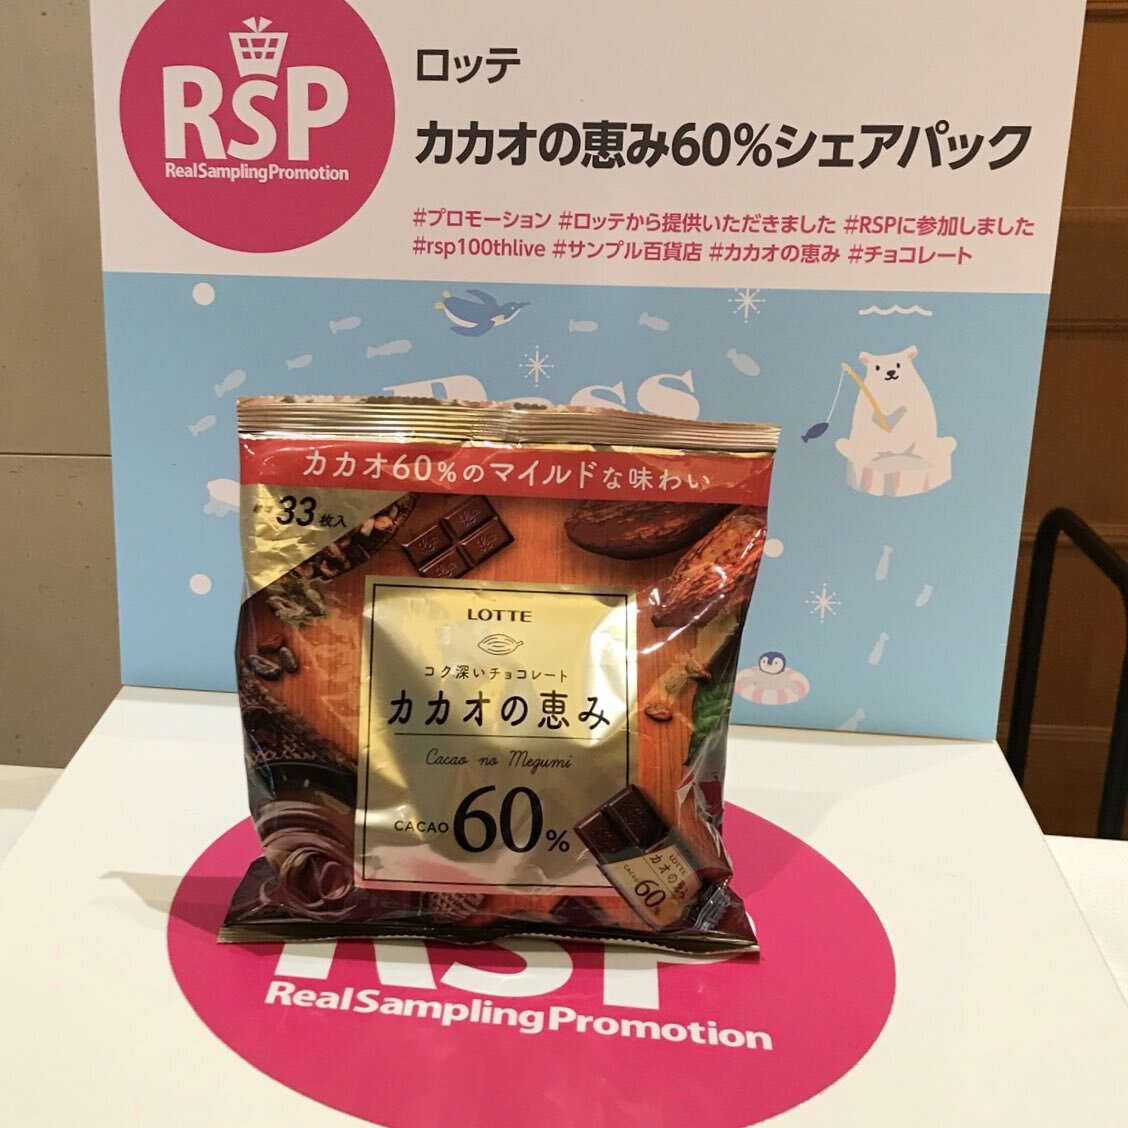 RSP
RealSamplingPromotion
ロッテ
カカオの恵み60%シェアパック
#プロモーション #ロッテから提供いただきました #RSPに参加しました
#rsp100thlive #サンプル百貨店 #カカオの恵み #チョコレート
カカオ60%のマイルドな味わい
標準33枚入
LOTTE
コク深いチョコレート
カカオの恵み
Cacao no Megumi
CACAO 60%
LOTTE
カカオの恵み
CACAO 60%
RSP
RealSamplingPromotion